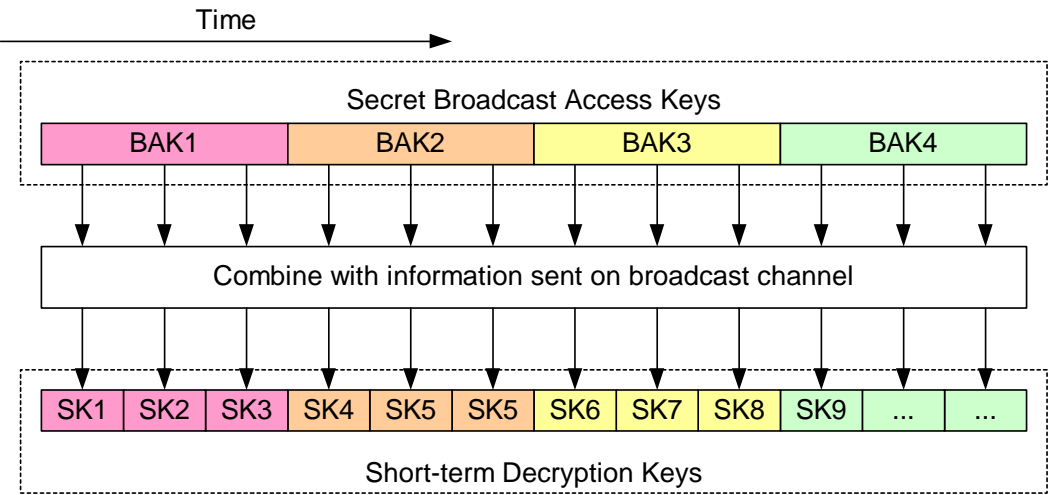 Time
Secret Broadcast Access Keys
BAK1 BAK2 BAK3 BAK4
Combine with information sent on broadcast channel
SK1 SK2 SK3 SK4 SK5 SK5 SK6 SK7 SK8 SK9 ... ...
Short-term Decryption Keys